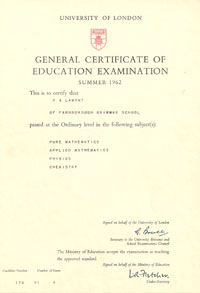 UNIVERSITY OF LONDON
GENERAL CERTIFICATE OF
EDUCATION EXAMINATION
SUMMER 1962
This is to certify that
OF FARNBOROUGH GRAMMAR SCHOOL
passed at the Ordinary level in the following subject(s)
PURE MATHEMATICS
APPLIED MATHEMATICS
PHYSICS
CHEMISTRY
Signed on behalf of the University of London
Secretary to the University Entrance and
School Examinations Council
The Ministry of Education accepts the examination as reaching
the approved standard.
Signed on behalf of the Ministry of Education
Under-Secretary
Candidate Number